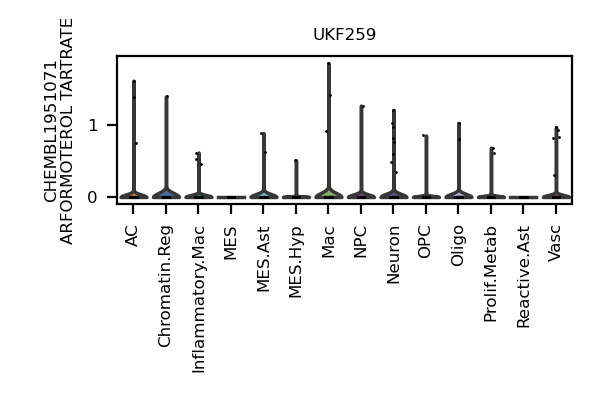 UKF259
CHEMBL1951071
ARFORMOTEROL TARTRATE
1
0
AC
Chromatin.Reg
Inflammatory.Mac
MES
MES.Ast
MES.Hyp
Mac
NPC
Neuron
OPC
Oligo
Prolif.Metab
Reactive.Ast
Vasc